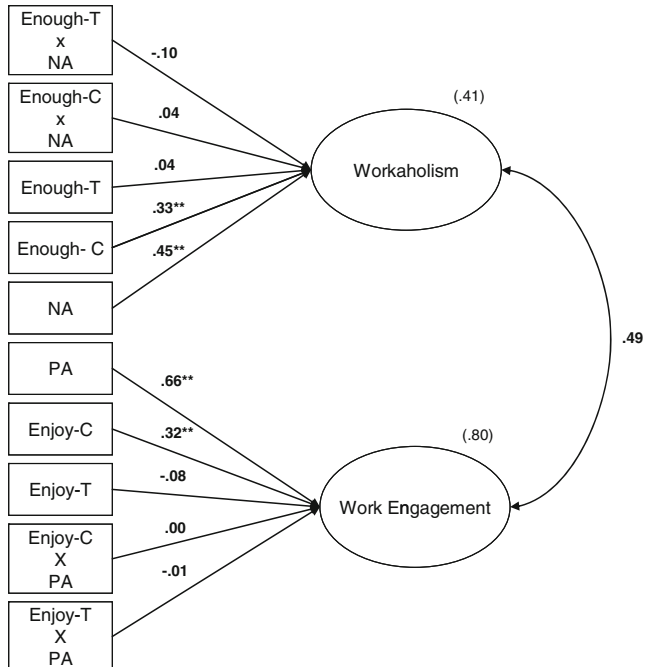 Enough-T
x
NA
-.10
Enough-C
x
NA
.04
Enough-T
.04
Enough- C
.33**
NA
.45**
(.41)
Workaholism
.49
PA
.66**
Enjoy-C
.32**
Enjoy-T
-.08
Enjoy-C
X
PA
.00
Enjoy-T
X
PA
-.01
(.80)
Work Engagement